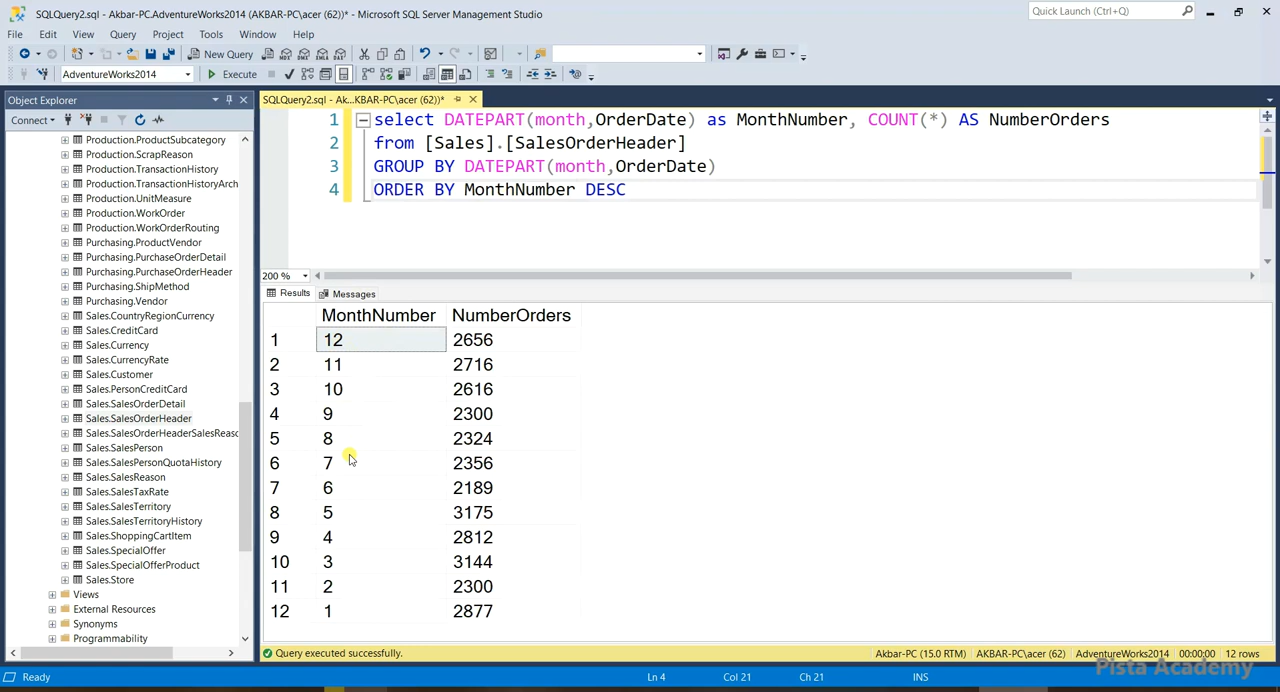 SQLQuery2.sql - Akbar-PC.AdventureWorks2014 (AKBAR-PC\acer (62))* - Microsoft SQL Server Management Studio
Quick Launch (Ctrl+Q)
File Edit View Query Project Tools Window Help
New Query
AdventureWorks2014 Execute
Object Explorer
Connect
Production.ProductSubcategory
Production.ScrapReason
Production.TransactionHistory
Production.TransactionHistoryArch
Production.UnitMeasure
Production.WorkOrder
Production.WorkOrderRouting
Purchasing.ProductVendor
Purchasing.PurchaseOrderDetail
Purchasing.PurchaseOrderHeader
Purchasing.ShipMethod
Purchasing.Vendor
Sales.CountryRegionCurrency
Sales.CreditCard
Sales.Currency
Sales.CurrencyRate
Sales.Customer
Sales.PersonCreditCard
Sales.SalesOrderDetail
Sales.SalesOrderHeader
Sales.SalesOrderHeaderSalesReaso
Sales.SalesPerson
Sales.SalesPersonQuotaHistory
Sales.SalesReason
Sales.SalesTaxRate
Sales.SalesTerritory
Sales.SalesTerritoryHistory
Sales.ShoppingCartItem
Sales.SpecialOffer
Sales.SpecialOfferProduct
Sales.Store
Views
External Resources
Synonyms
Programmability
SQLQuery2.sql - Ak...KBAR-PC\acer (62))*
1 select DATEPART(month,OrderDate) as MonthNumber, COUNT(*) AS NumberOrders
2 from [Sales].[SalesOrderHeader]
3 GROUP BY DATEPART(month,OrderDate)
4 ORDER BY MonthNumber DESC
200 %
Results Messages
MonthNumber NumberOrders
1 12 2656
2 11 2716
3 10 2616
4 9 2300
5 8 2324
6 7 2356
7 6 2189
8 5 3175
9 4 2812
10 3 3144
11 2 2300
12 1 2877
Query executed successfully. Akbar-PC (15.0 RTM) AKBAR-PC\acer (62) AdventureWorks2014 00:00:00 12 rows
Pista Academy
Ready Ln 4 Col 21 Ch 21 INS